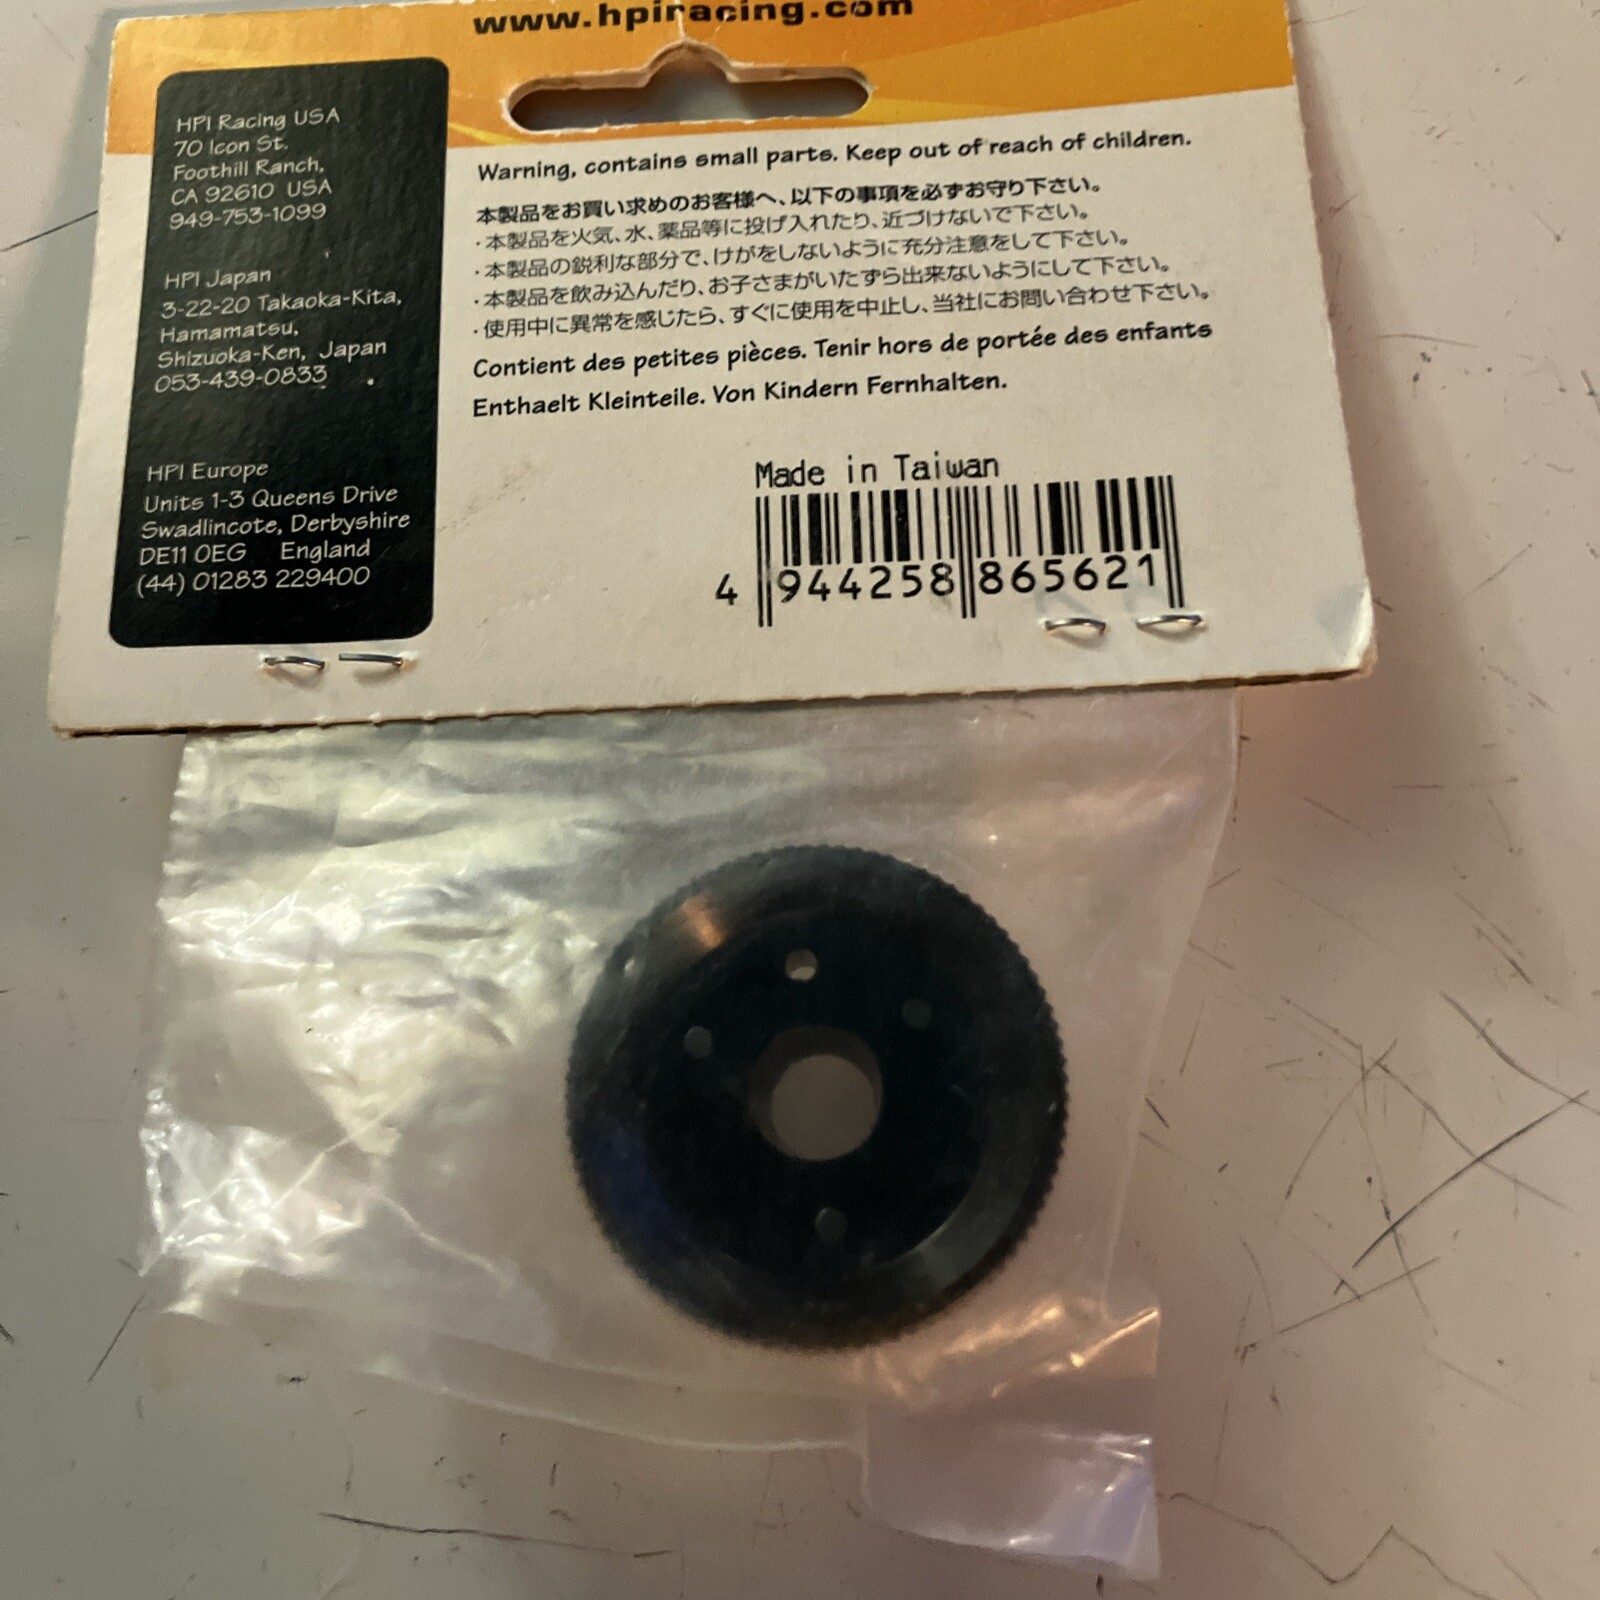 www.hpiracing.com
HPI Racing USA
70 Icon St.
Foothill Ranch,
CA 92610 USA
949-753-1099
HPI Japan
3-22-20 Takaoka-Kita,
Hamamatsu,
Shizuoka-Ken, Japan
053-439-0833
HPI Europe
Units 1-3 Queens Drive
Swadlincote, Derbyshire
DE11 0EG England
(44) 01283 229400
Warning, contains small parts. Keep out of reach of children.
本製品をお買い求めのお客様へ、以下の事項を必ずお守り下さい。
・本製品を火気、水、薬品等に投げ入れたり、近づけないで下さい。
・本製品の鋭利な部分で、けがをしないように充分注意をして下さい。
・本製品を飲み込んだり、お子さまがいたずら出来ないようにして下さい。
・使用中に異常を感じたら、すぐに使用を中止し、当社にお問い合わせ下さい。
Contient des petites pièces. Tenir hors de portée des enfants
Enthaelt Kleinteile. Von Kindern Fernhalten.
Made in Taiwan
4 944258 865621